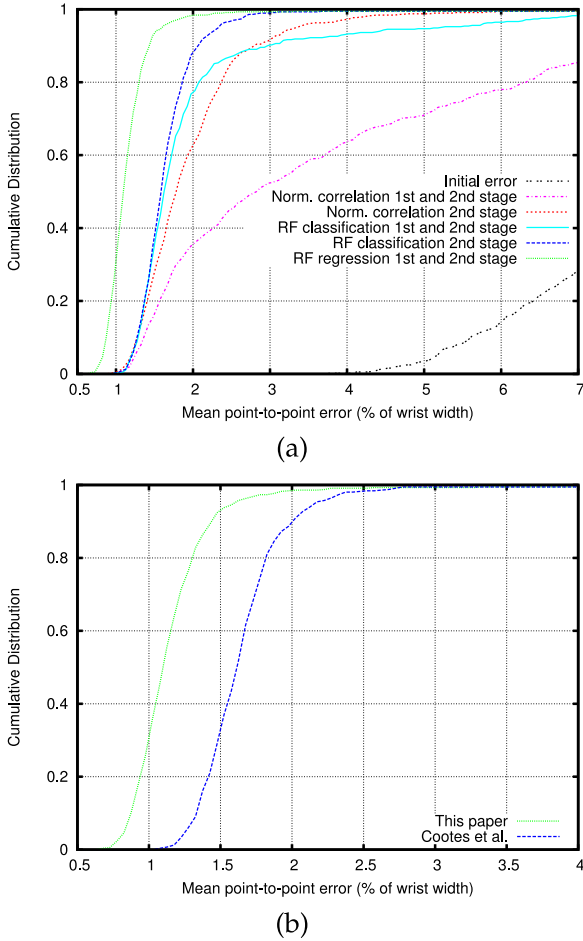 1
0.8
0.6
0.4
0.2
0
Cumulative Distribution
Initial error
Norm. correlation 1st and 2nd stage
Norm. correlation 2nd stage
RF classification 1st and 2nd stage
RF classification 2nd stage
RF regression 1st and 2nd stage
0.5 1 2 3 4 5 6 7
Mean point-to-point error (% of wrist width)
(a)
1
0.8
0.6
0.4
0.2
0
Cumulative Distribution
This paper
Cootes et al.
0.5 1 1.5 2 2.5 3 3.5 4
Mean point-to-point error (% of wrist width)
(b)